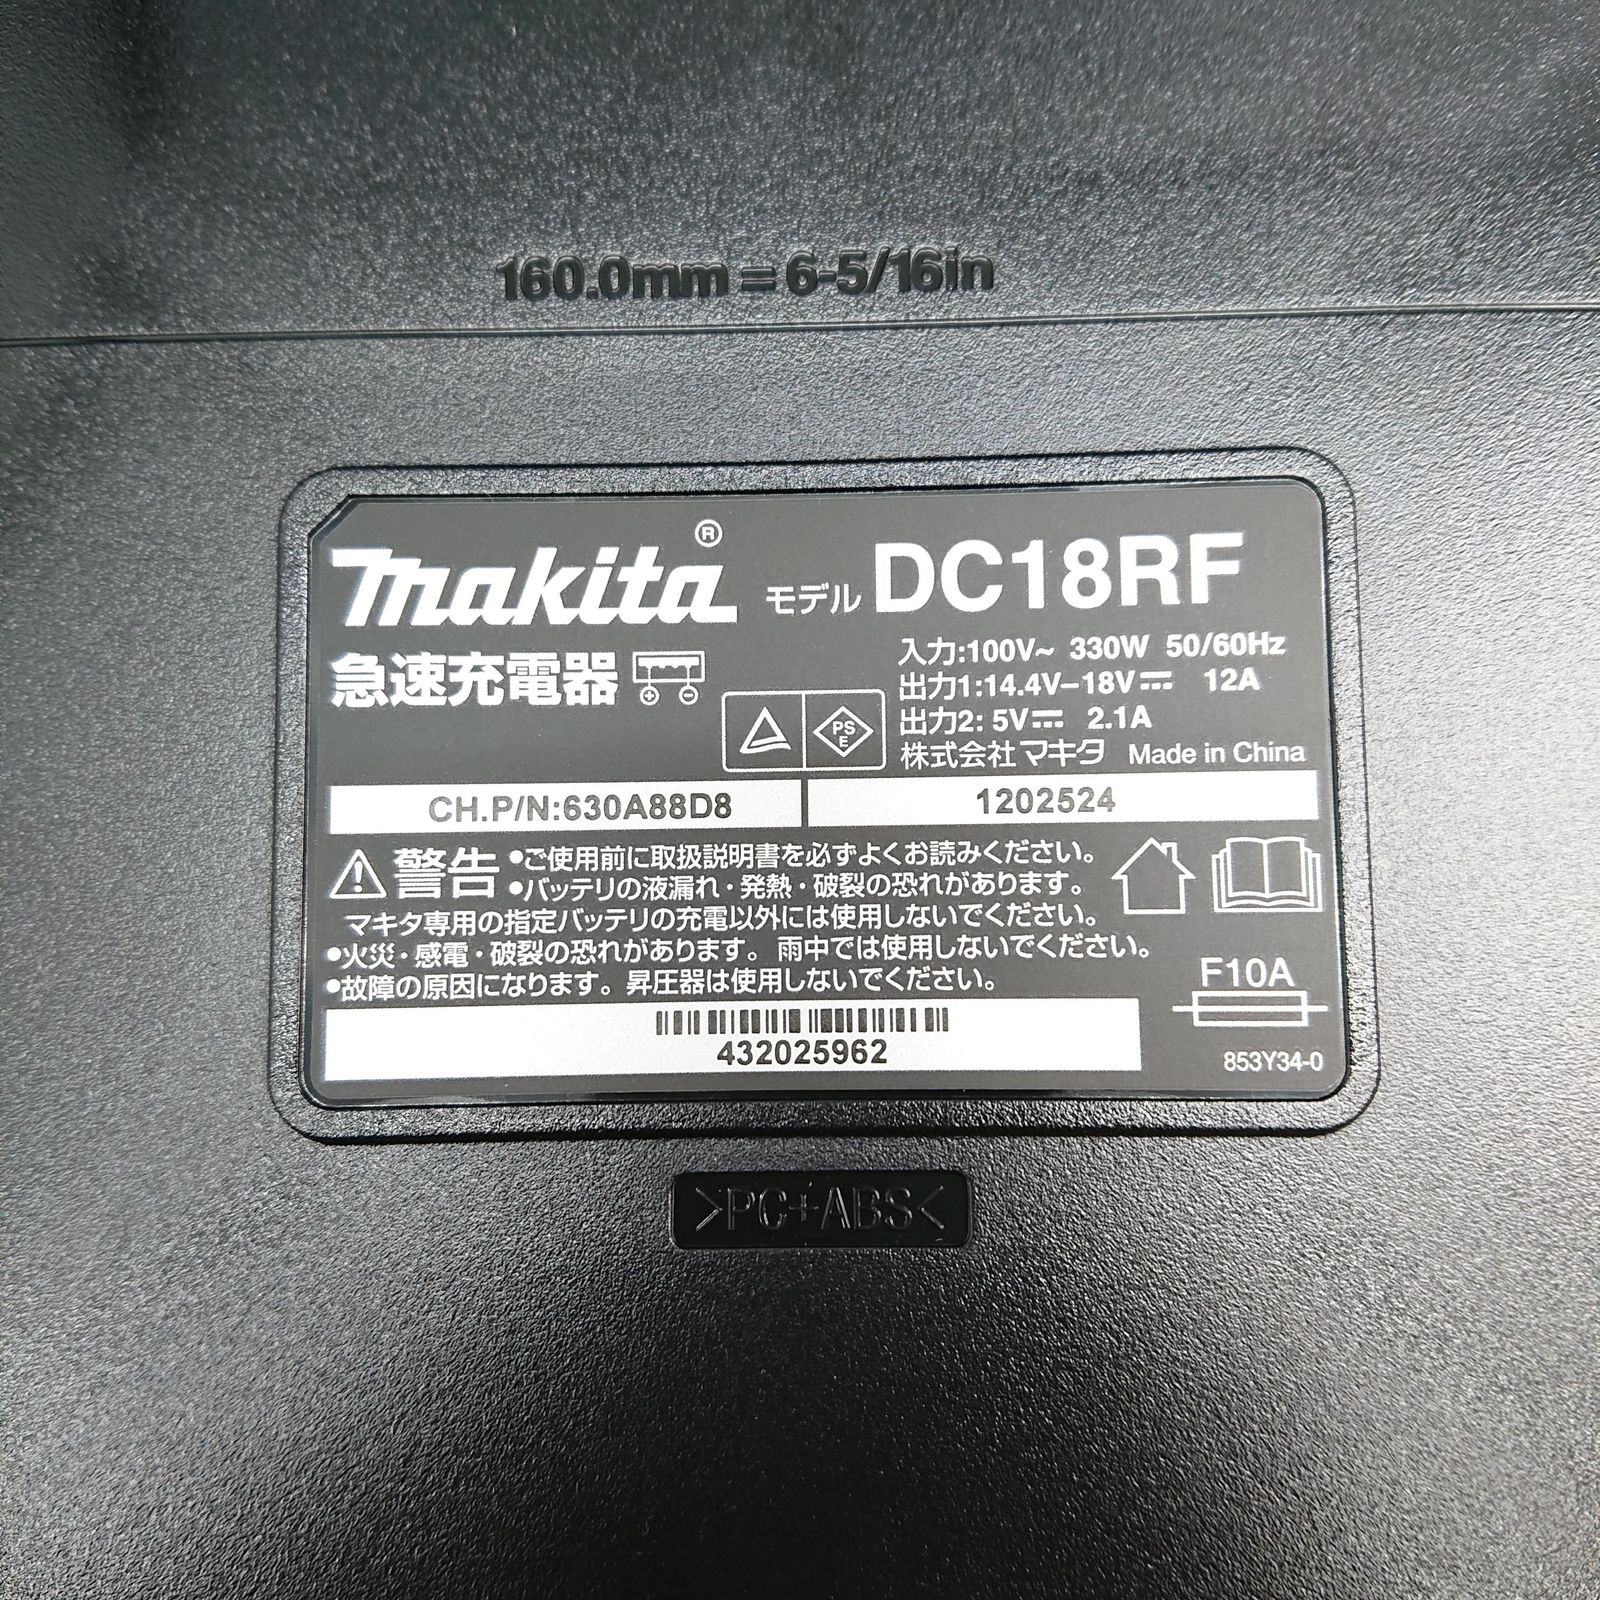 160.0mm = 6-5/16in
makita® モデル DC18RF
急速充電器
入力:100V~ 330W 50/60Hz
出力1:14.4V–18V⎓ 12A
出力2: 5V⎓ 2.1A
PS
E
株式会社マキタ Made in China
CH.P/N:630A88D8 1202524
警告 •ご使用前に取扱説明書を必ずよくお読みください。
•バッテリの液漏れ・発熱・破裂の恐れがあります。
マキタ専用の指定バッテリの充電以外には使用しないでください。
•火災・感電・破裂の恐れがあります。雨中では使用しないでください。
•故障の原因になります。昇圧器は使用しないでください。
F10A
432025962
853Y34-0
>PC+ABS<